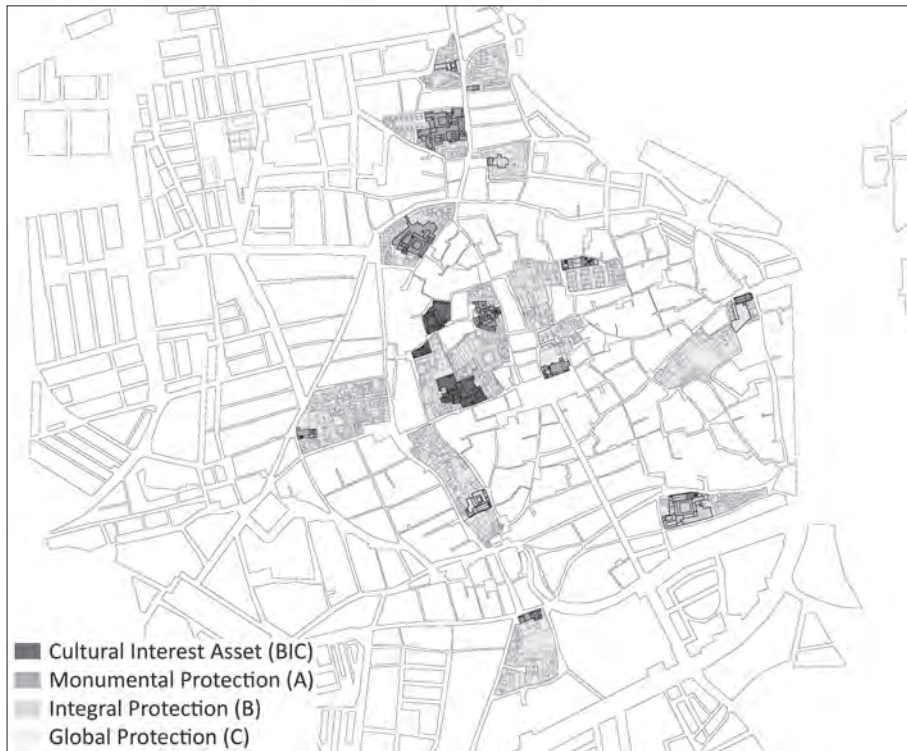 Cultural Interest Asset (BIC)
Monumental Protection (A)
Integral Protection (B)
Global Protection (C)